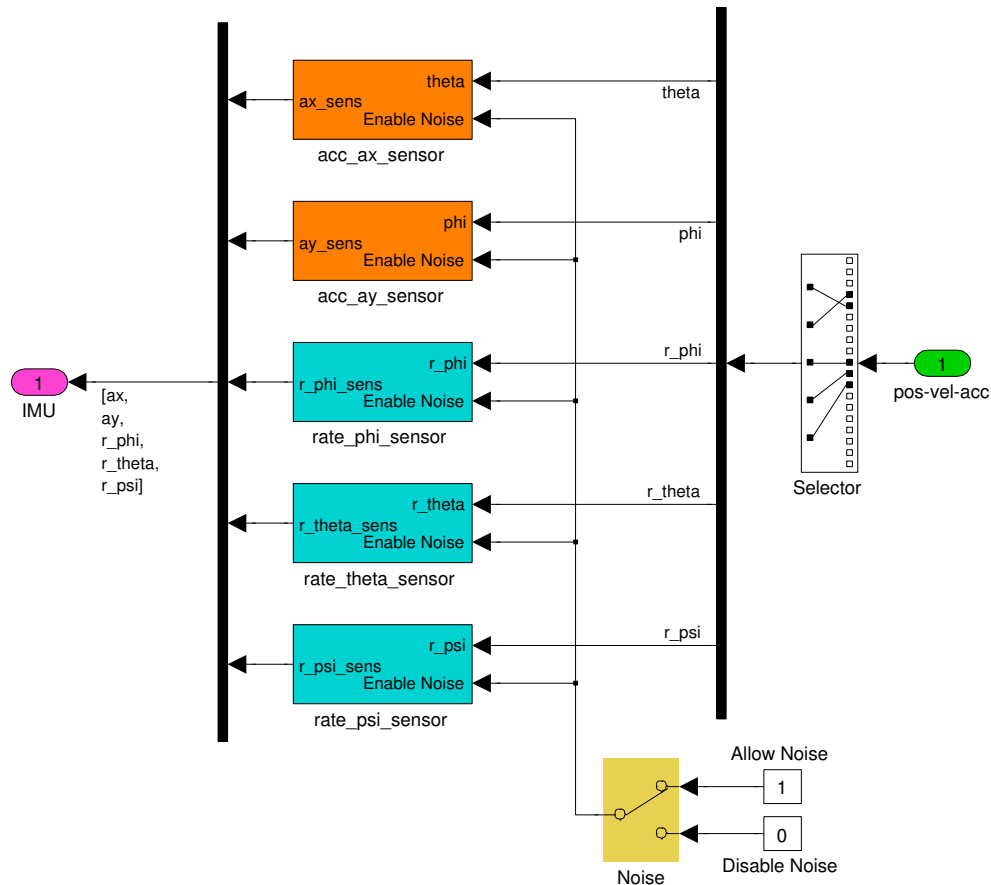 theta
ax_sens
Enable Noise
acc_ax_sensor
theta
phi
ay_sens
Enable Noise
acc_ay_sensor
phi
r_phi
r_phi_sens
Enable Noise
rate_phi_sensor
r_phi
1
IMU
[ax,
ay,
r_phi,
r_theta,
r_psi]
1
pos-vel-acc
Selector
r_theta
r_theta_sens
Enable Noise
rate_theta_sensor
r_theta
r_psi
r_psi_sens
Enable Noise
rate_psi_sensor
r_psi
Allow Noise
1
0
Disable Noise
Noise